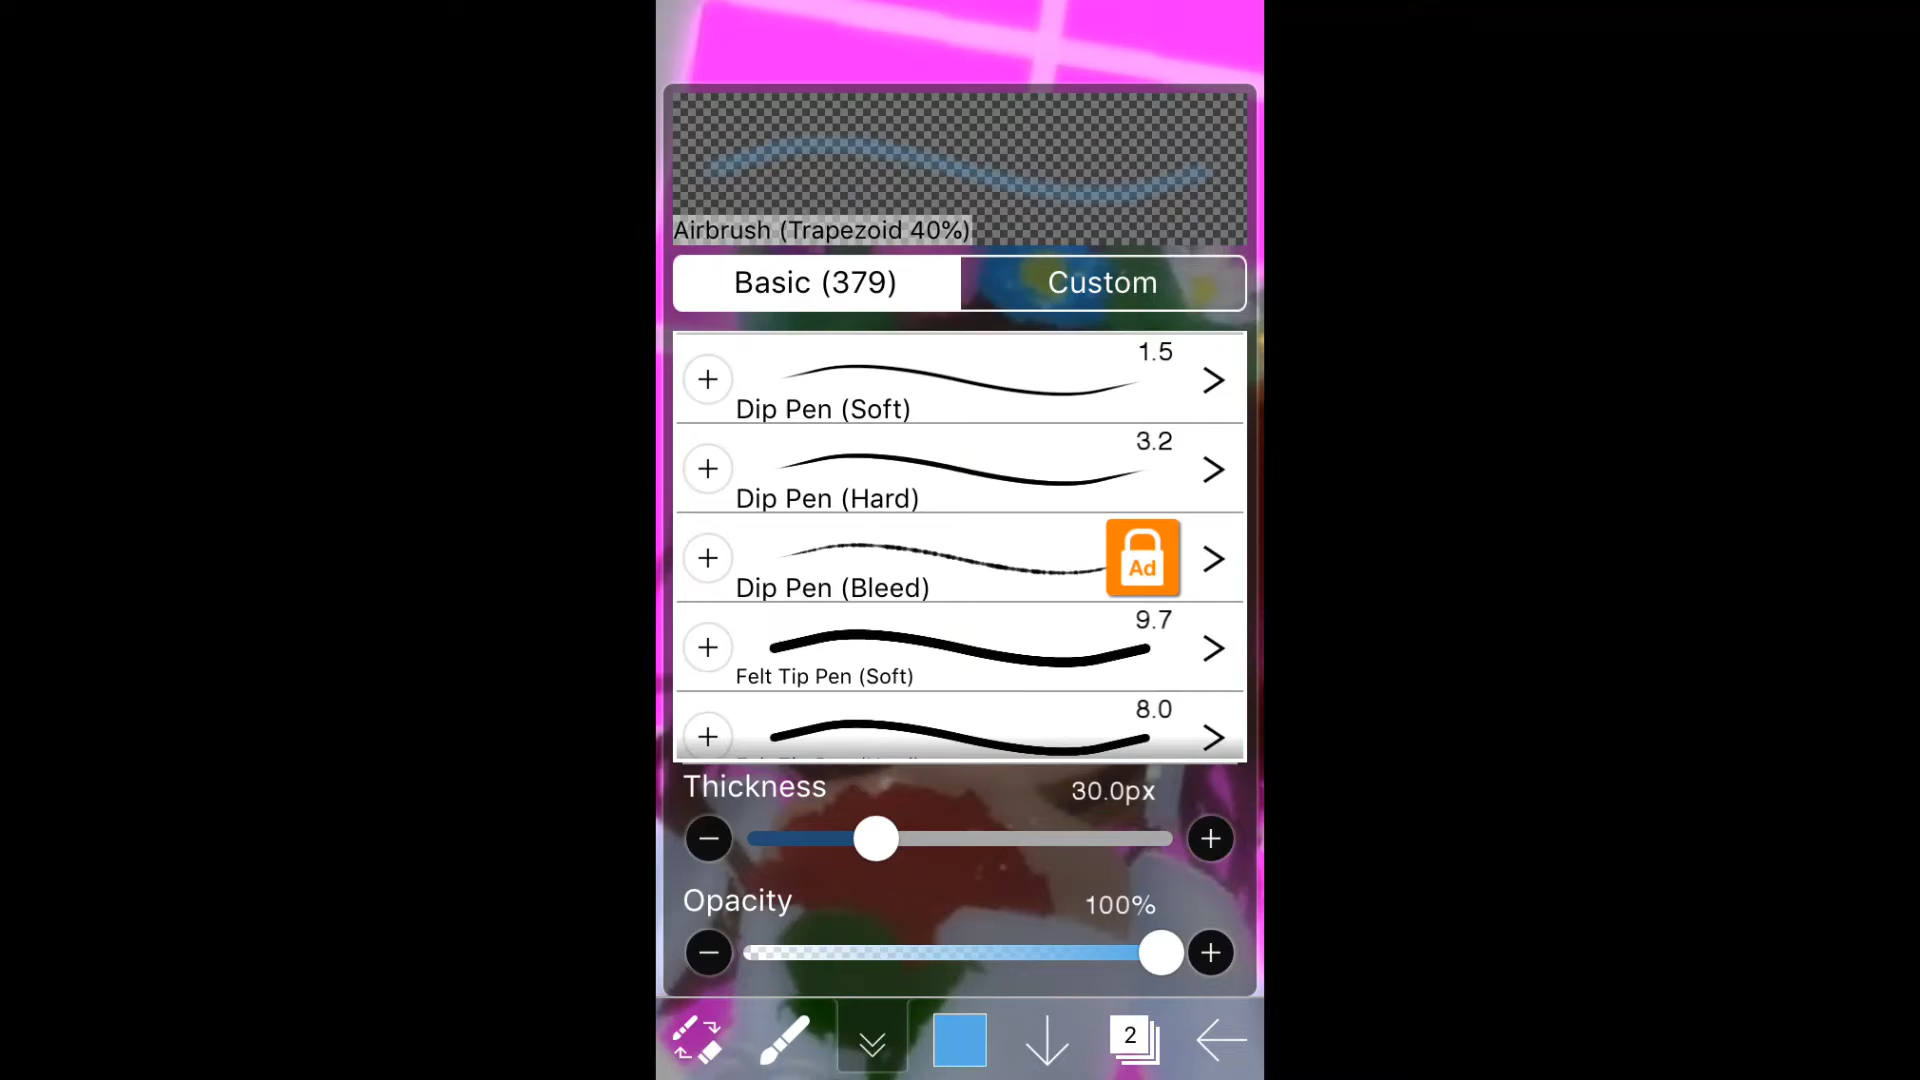 Airbrush (Trapezoid 40%)
Basic (379)
Custom
1.5
Dip Pen (Soft)
3.2
Dip Pen (Hard)
Ad
Dip Pen (Bleed)
9.7
Felt Tip Pen (Soft)
8.0
Thickness
30.0px
Opacity
100%
2